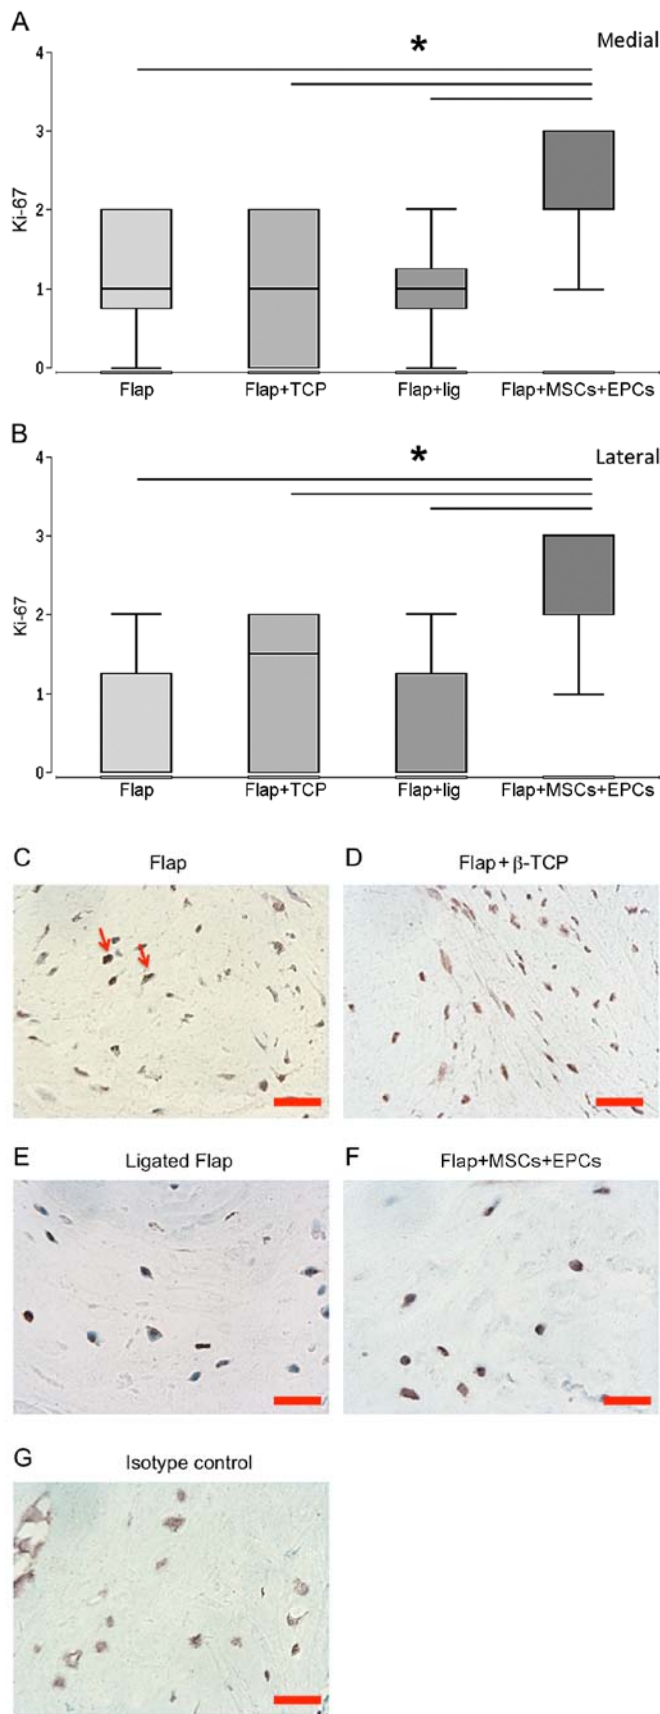 A
*
Medial
4
3
2
1
0
Ki-67
Flap
Flap+TCP
Flap+lig
Flap+MSCs+EPCs
B
*
Lateral
4
3
2
1
0
Ki-67
Flap
Flap+TCP
Flap+lig
Flap+MSCs+EPCs
C
Flap
D
Flap + β-TCP
E
Ligated Flap
F
Flap+MSCs+EPCs
G
Isotype control